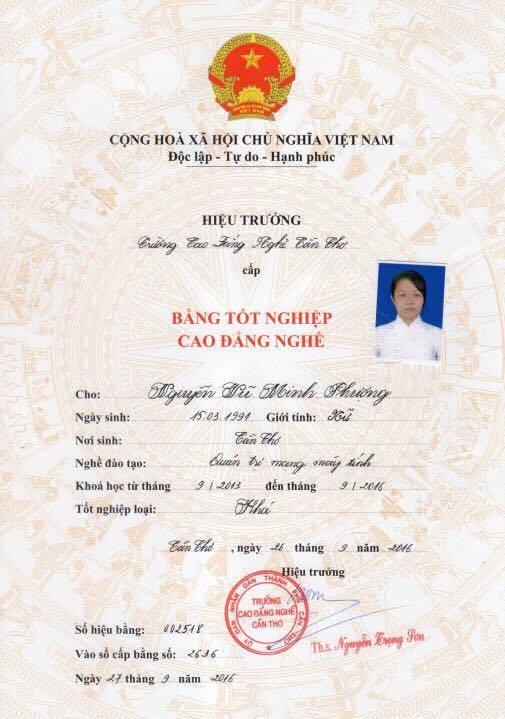 CỘNG HOÀ XÃ HỘI CHỦ NGHĨA VIỆT NAM
Độc lập - Tự do - Hạnh phúc
HIỆU TRƯỞNG
Trường Cao Đẳng Nghề Cần Thơ
cấp
BẰNG TỐT NGHIỆP
CAO ĐẲNG NGHỀ
Cho: Nguyễn Nữ Minh Phương
Ngày sinh: 15.03.1991 Giới tính: Nữ
Nơi sinh: Cần Thơ
Nghề đào tạo: Quản trị mạng máy tính
Khoá học từ tháng 9 / 2013 đến tháng 9 / 2016
Tốt nghiệp loại: Khá
Cần Thơ , ngày 26 tháng 9 năm 2016
Hiệu trưởng
ỦY BAN NHÂN DÂN THÀNH PHỐ CẦN THƠ
TRƯỜNG
CAO ĐẲNG NGHỀ
CẦN THƠ
Th.s. Nguyễn Trọng Sơn
Số hiệu bằng: 002518
Vào sổ cấp bằng số: 2636
Ngày 27 tháng 9 năm 2016